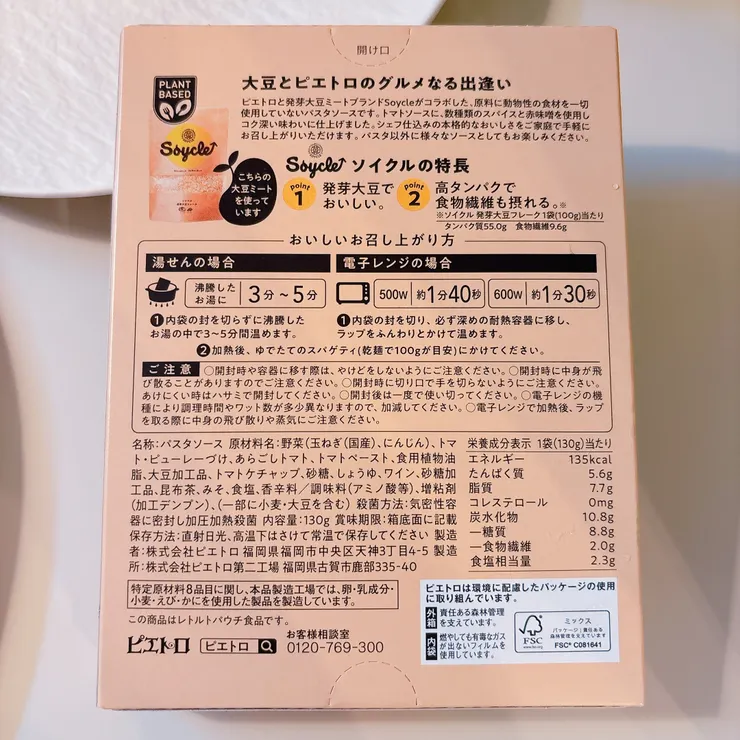 開け口
PLANT
BASED
大豆とピエトロのグルメなる出逢い
ピエトロと発芽大豆ミートブランドSoycleがコラボした、原料に動物性の食材を一切
使用していないパスタソースです。トマトソースに、数種類のスパイスと赤味噌を使用し
コク深い味わいに仕上げました。シェフ仕込みの本格的なおいしさをご家庭で手軽に
お召し上がりいただけます。パスタ以外に様々なソースとしてもお楽しみください。
Soycle
こちらの
大豆ミート
を使って
います
Soycle ソイクルの特長
point
1
発芽大豆で
おいしい。
point
2
高タンパクで
食物繊維も摂れる。※
※ソイクル 発芽大豆フレーク1袋(100g)当たり
タンパク質55.0g 食物繊維9.6g
おいしいお召し上がり方
湯せんの場合
沸騰した
お湯に
3分〜5分
❶内袋の封を切らずに沸騰した
お湯の中で3〜5分間温めます。
電子レンジの場合
500W 約1分40秒
600W 約1分30秒
❶内袋の封を切り、必ず深めの耐熱容器に移し、
ラップをふんわりとかけて温めます。
❷加熱後、ゆでたてのスパゲティ(乾麺で100gが目安)にかけてください。
ご注意 ○開封時や容器に移す際は、やけどをしないようにご注意ください。○開封時に中身が飛
び散ることがありますのでご注意ください。○開封時に切り口で手を切らないようにご注意ください。
あけにくい時はハサミで開封してください。○開封後は一度で使い切ってください。○電子レンジの
機種により調理時間やワット数が多少異なりますので、加減してください。○電子レンジで加熱後、ラップ
を取る際に中身の飛び散りや蒸気にご注意ください。
名称:パスタソース 原材料名:野菜(玉ねぎ(国産)、にんじん)、トマ
ト・ピューレーづけ、あらごしトマト、トマトペースト、食用植物油
脂、大豆加工品、トマトケチャップ、砂糖、しょうゆ、ワイン、砂糖加
工品、昆布茶、みそ、食塩、香辛料／調味料(アミノ酸等)、増粘剤
(加工デンプン)、(一部に小麦・大豆を含む) 殺菌方法:気密性容
器に密封し加圧加熱殺菌 内容量:130g 賞味期限:箱底面に記載
保存方法:直射日光、高温下はさけて常温で保存してください 製造
者:株式会社ピエトロ 福岡県福岡市中央区天神3丁目4-5 製造
所:株式会社ピエトロ第二工場 福岡県古賀市鹿部335-40
栄養成分表示 1袋(130g)当たり
エネルギー 135kcal
たんぱく質 5.6g
脂質 7.7g
コレステロール 0mg
炭水化物 10.8g
―糖質 8.8g
―食物繊維 2.0g
食塩相当量 2.3g
特定原材料8品目に関し、本品製造工場では、卵・乳成分・
小麦・えび・かにを使用した製品を製造しています。
この商品はレトルトパウチ食品です。
ピエトロ
ピエトロ
お客様相談室
0120-769-300
ピエトロは環境に配慮したパッケージの使用
に取り組んでいます。
外箱 責任ある森林管理
を支えています。
内袋 燃やしても有毒なガス
が出ないフィルムを
使用しています。
FSC
www.fsc.org
ミックス
パッケージ｜責任ある
森林管理を支えています
FSC® C081641